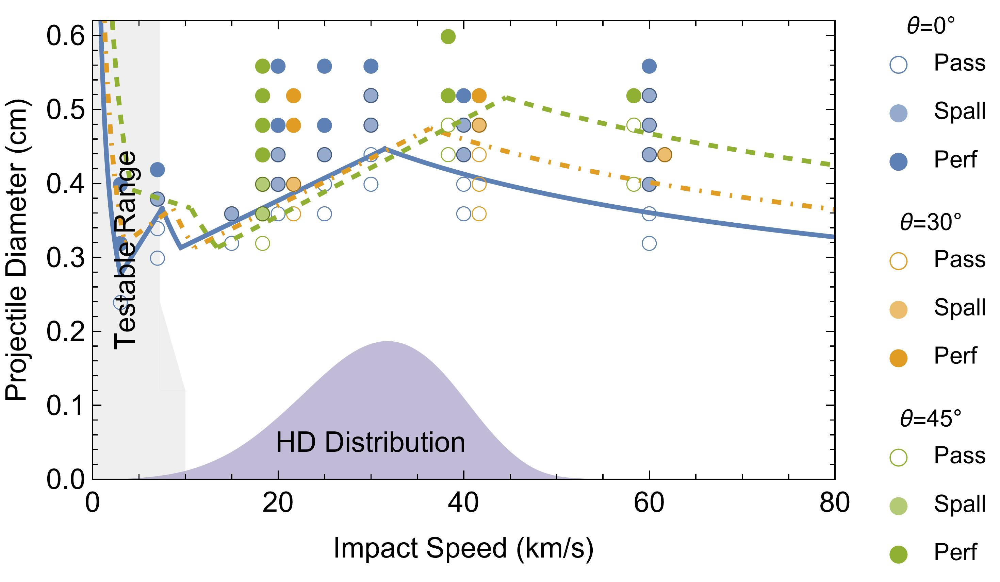 Projectile Diameter (cm)
0.6
0.5
0.4
0.3
0.2
0.1
0.0
Testable Range
HD Distribution
0
20
40
60
80
Impact Speed (km/s)
θ=0°
Pass
Spall
Perf
θ=30°
Pass
Spall
Perf
θ=45°
Pass
Spall
Perf